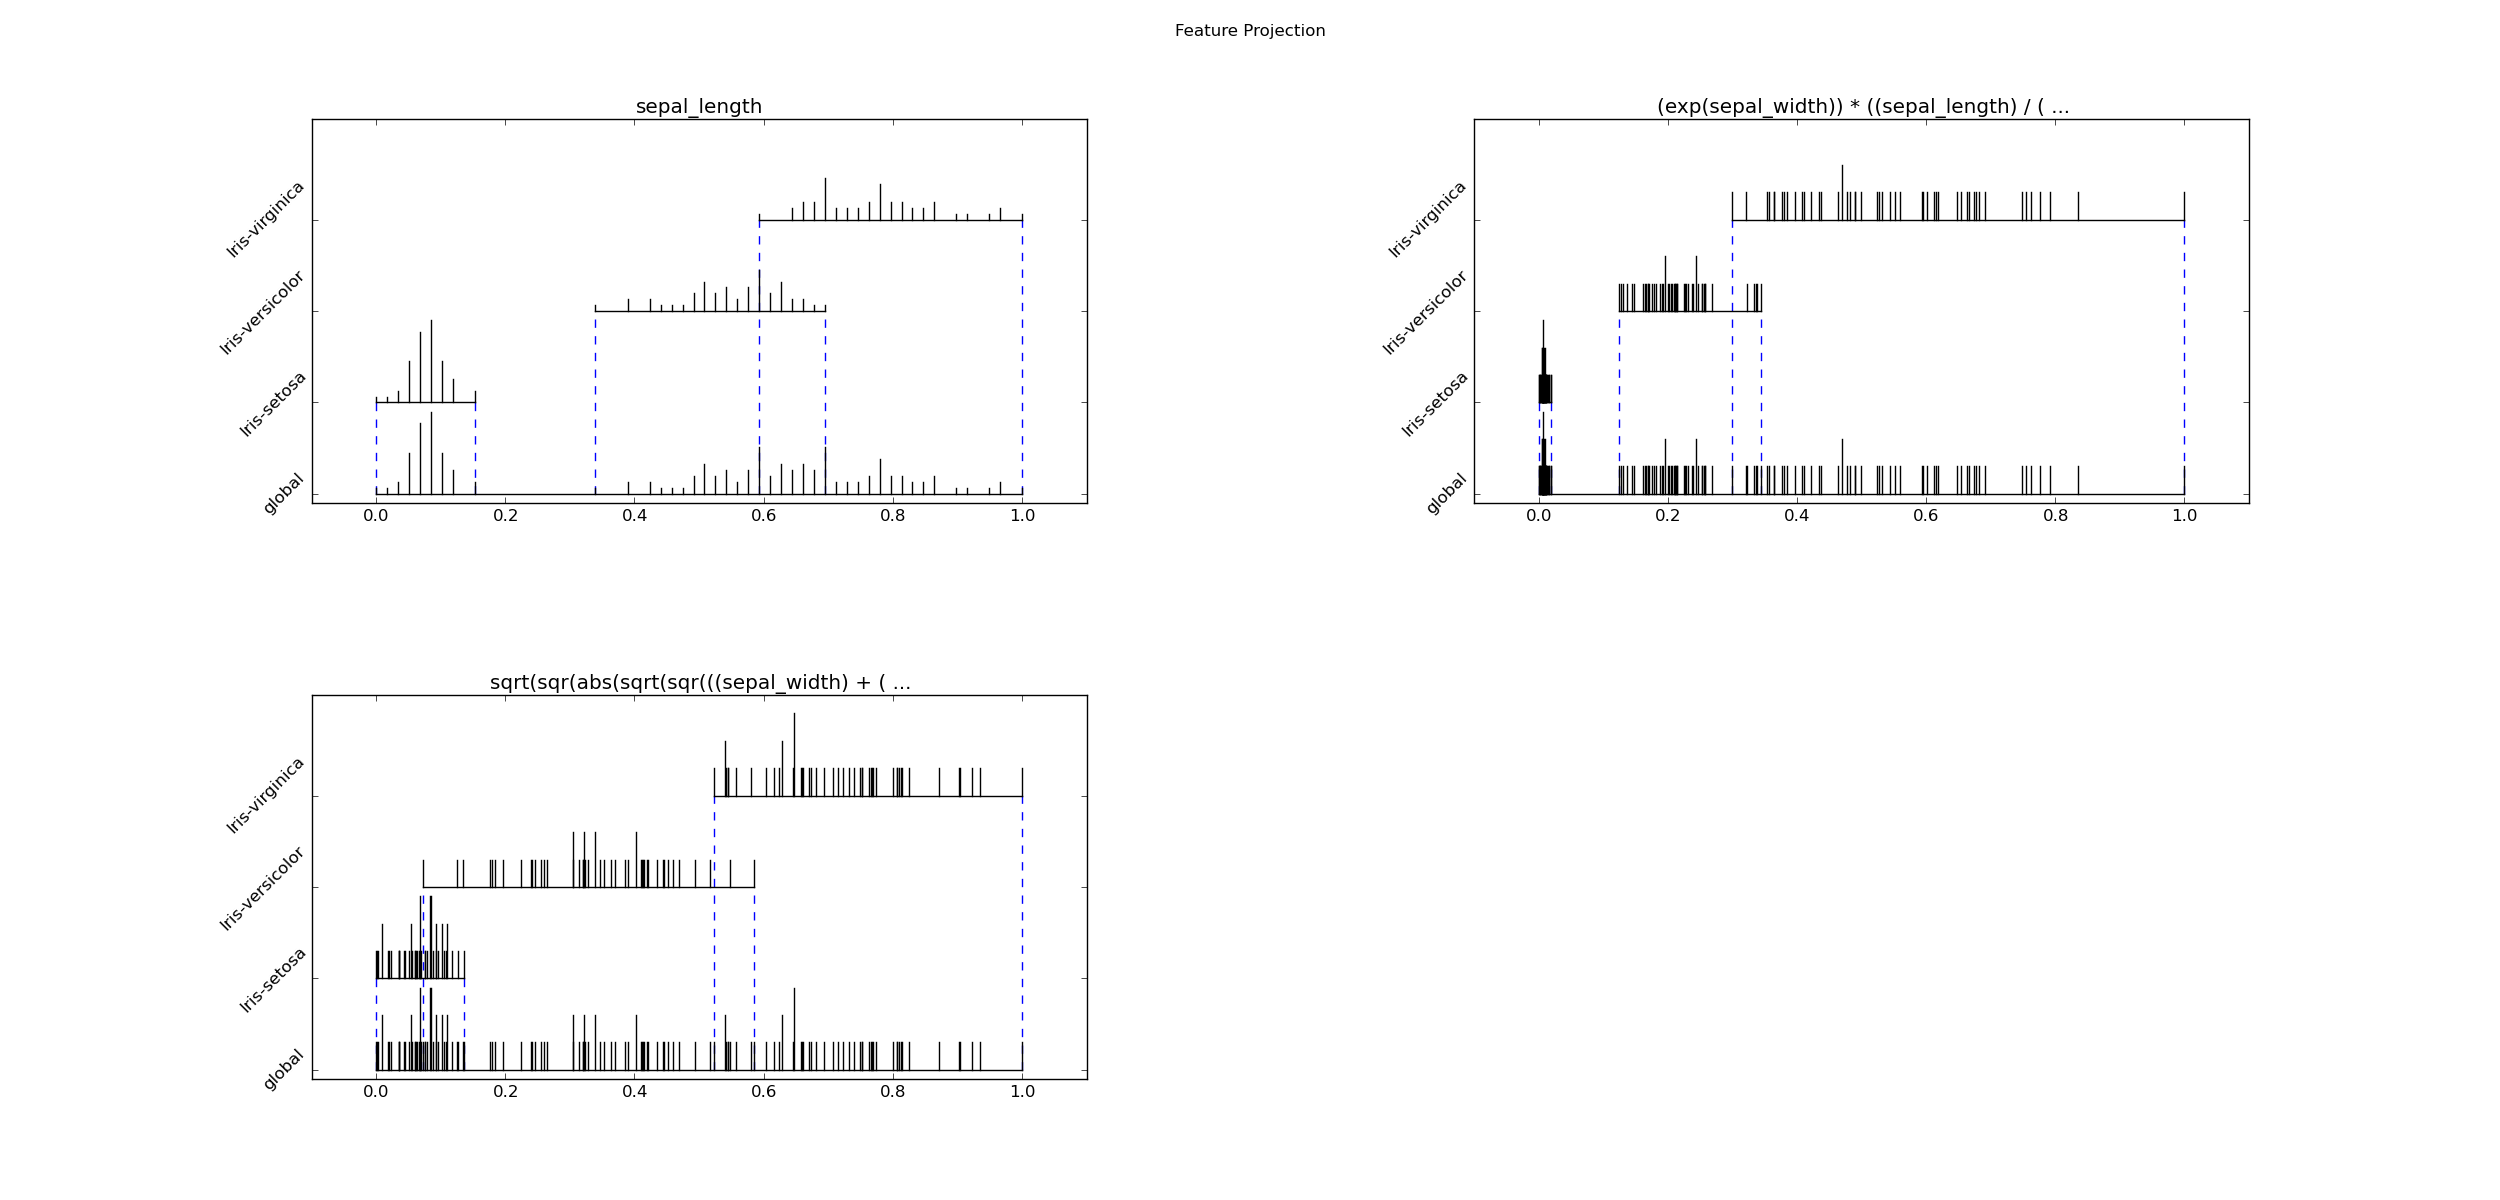 Feature Projection
sepal_length
Iris-virginica
Iris-versicolor
Iris-setosa
global
0.0 0.2 0.4 0.6 0.8 1.0
(exp(sepal_width)) * ((sepal_length) / ( ...
Iris-virginica
Iris-versicolor
Iris-setosa
global
0.0 0.2 0.4 0.6 0.8 1.0
sqrt(sqr(abs(sqrt(sqr(((sepal_width) + ( ...
Iris-virginica
Iris-versicolor
Iris-setosa
global
0.0 0.2 0.4 0.6 0.8 1.0